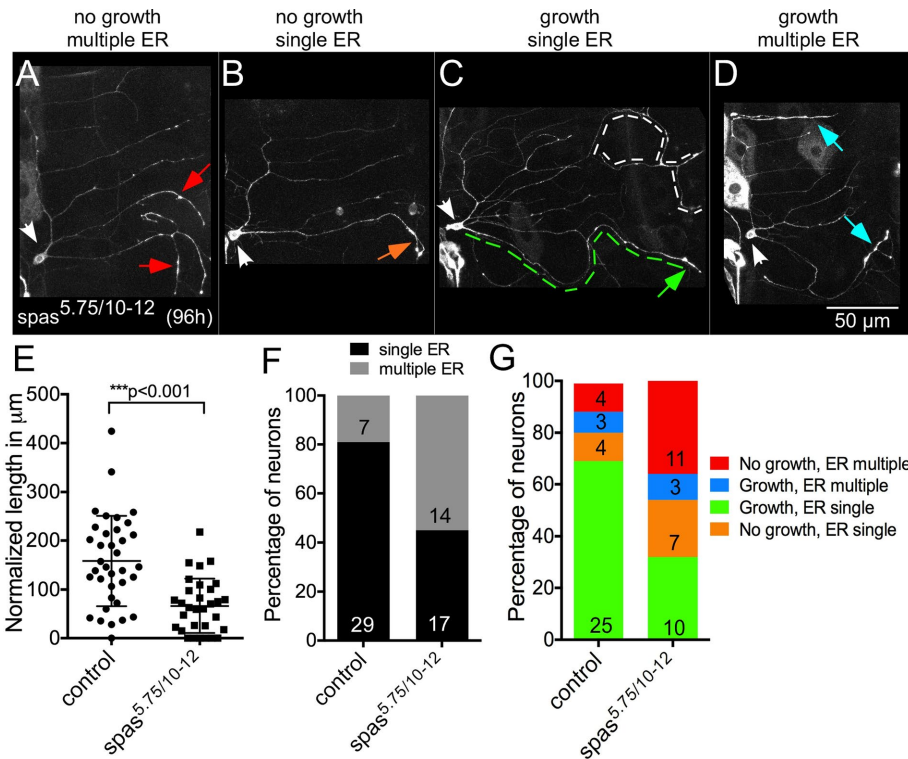 no growth
multiple ER
no growth
single ER
growth
single ER
growth
multiple ER
A
B
C
D
spas5.75/10-12 (96h)
50 µm
E
***p<0.001
Normalized length in µm
500
400
300
200
100
0
control
spas5.75/10-12
F
single ER
multiple ER
Percentage of neurons
100
80
60
40
20
0
7
29
14
17
control
spas5.75/10-12
G
Percentage of neurons
100
80
60
40
20
0
4
3
4
25
11
3
7
10
control
spas5.75/10-12
No growth, ER multiple
Growth, ER multiple
Growth, ER single
No growth, ER single